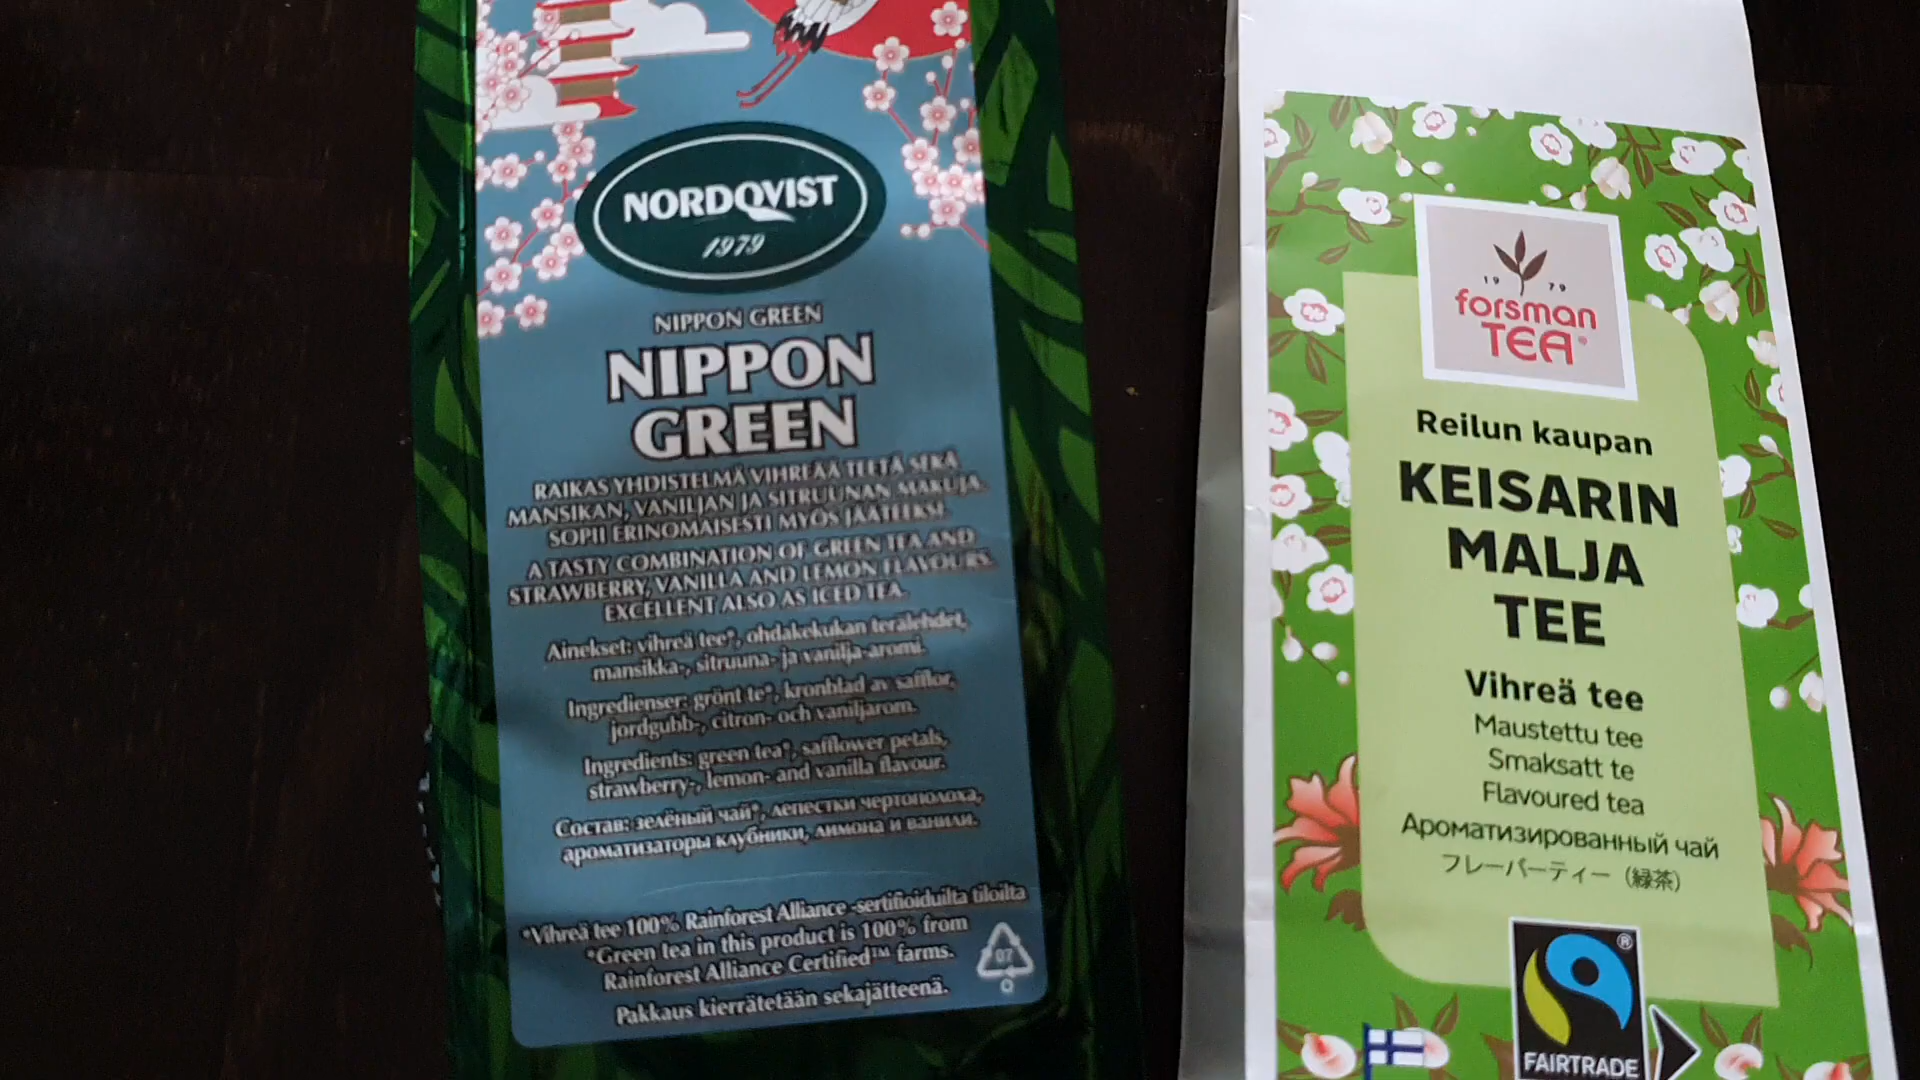 NORDQVIST
1979
NIPPON GREEN
NIPPON
GREEN
RAIKAS YHDISTELMÄ VIHREÄÄ TEETÄ SEKÄ
MANSIKAN, VANILJAN JA SITRUUNAN MAKUJA.
SOPII ERINOMAISESTI MYÖS JÄÄTEEKSI.
A TASTY COMBINATION OF GREEN TEA AND
STRAWBERRY, VANILLA AND LEMON FLAVOURS.
EXCELLENT ALSO AS ICED TEA.
Ainekset: vihreä tee*, ohdakekukan terälehdet,
mansikka-, sitruuna- ja vanilja-aromi.
Ingredienser: grönt te*, kronblad av safflor,
jordgubb-, citron- och vaniljarom.
Ingredients: green tea*, safflower petals,
strawberry-, lemon- and vanilla flavour.
Состав: зелёный чай*, лепестки чертополоха,
ароматизаторы клубники, лимона и ванили.
*Vihreä tee 100% Rainforest Alliance -sertifioiduilta tiloilta
*Green tea in this product is 100% from
Rainforest Alliance Certified™ farms.
Pakkaus kierrätetään sekajätteenä.
07
O
1979
forsman
TEA®
Reilun kaupan
KEISARIN
MALJA
TEE
Vihreä tee
Maustettu tee
Smaksatt te
Flavoured tea
Ароматизированный чай
フレーバーティー（緑茶）
®
FAIRTRADE